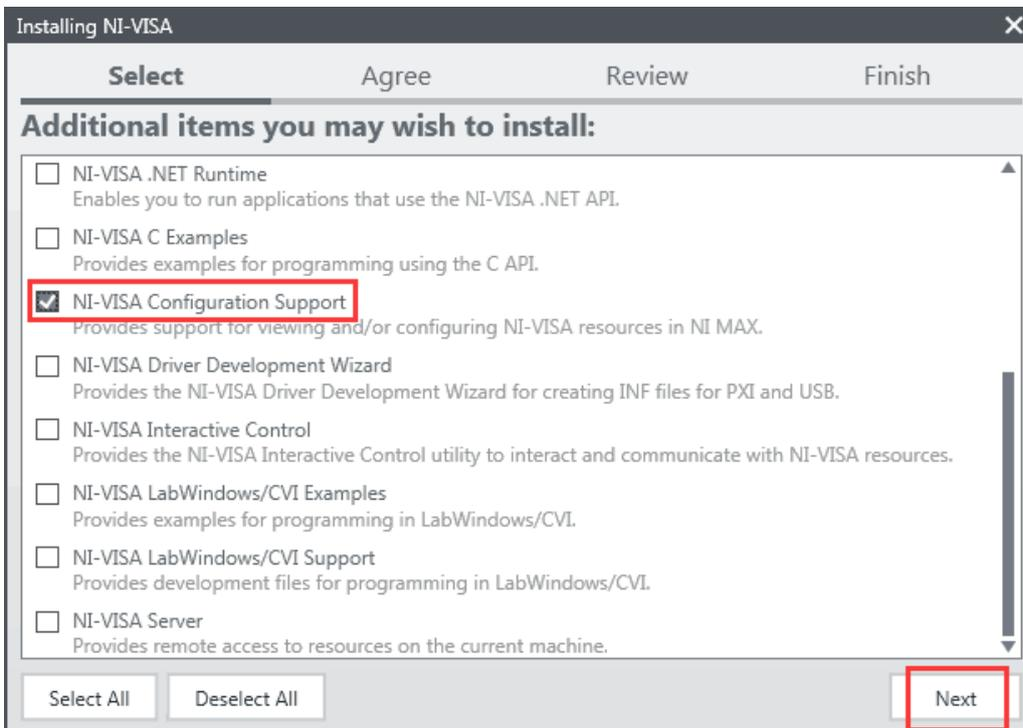 Installing NI-VISA
Select Agree Review Finish
Additional items you may wish to install:
NI-VISA .NET Runtime
Enables you to run applications that use the NI-VISA .NET API.
NI-VISA C Examples
Provides examples for programming using the C API.
NI-VISA Configuration Support
Provides support for viewing and/or configuring NI-VISA resources in NI MAX.
NI-VISA Driver Development Wizard
Provides the NI-VISA Driver Development Wizard for creating INF files for PXI and USB.
NI-VISA Interactive Control
Provides the NI-VISA Interactive Control utility to interact and communicate with NI-VISA resources.
NI-VISA LabWindows/CVI Examples
Provides examples for programming in LabWindows/CVI.
NI-VISA LabWindows/CVI Support
Provides development files for programming in LabWindows/CVI.
NI-VISA Server
Provides remote access to resources on the current machine.
Select All Deselect All Next